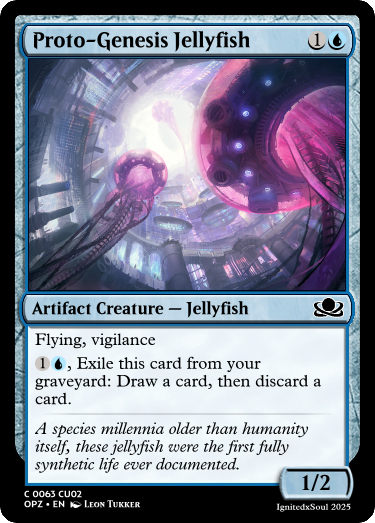 Proto-Genesis Jellyfish 1
Artifact Creature — Jellyfish
Flying, vigilance
1, Exile this card from your
graveyard: Draw a card, then discard a
card.
A species millennia older than humanity
itself, these jellyfish were the first fully
synthetic life ever documented.
1/2
C 0063 CU02
OPZ • EN Leon Tukker
IgnitedxSoul 2025